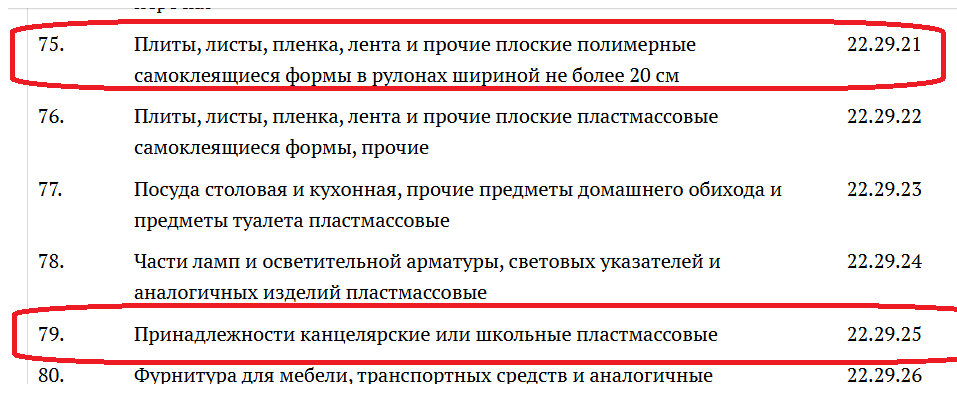 75. Плиты, листы, пленка, лента и прочие плоские полимерные 22.29.21
самоклеящиеся формы в рулонах шириной не более 20 см
76. Плиты, листы, пленка, лента и прочие плоские пластмассовые 22.29.22
самоклеящиеся формы, прочие
77. Посуда столовая и кухонная, прочие предметы домашнего обихода и 22.29.23
предметы туалета пластмассовые
78. Части ламп и осветительной арматуры, световых указателей и 22.29.24
аналогичных изделий пластмассовые
79. Принадлежности канцелярские или школьные пластмассовые 22.29.25
80. Фурнитура для мебели, транспортных средств и аналогичные 22.29.26